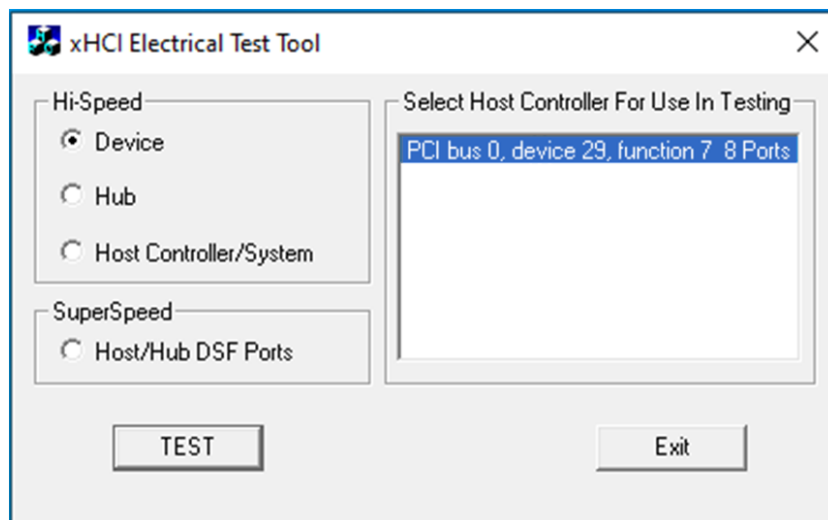 xHCI Electrical Test Tool
Hi-Speed
Device
Hub
Host Controller/System
SuperSpeed
Host/Hub DSF Ports
Select Host Controller For Use In Testing
PCI bus 0, device 29, function 7  8 Ports
TEST
Exit